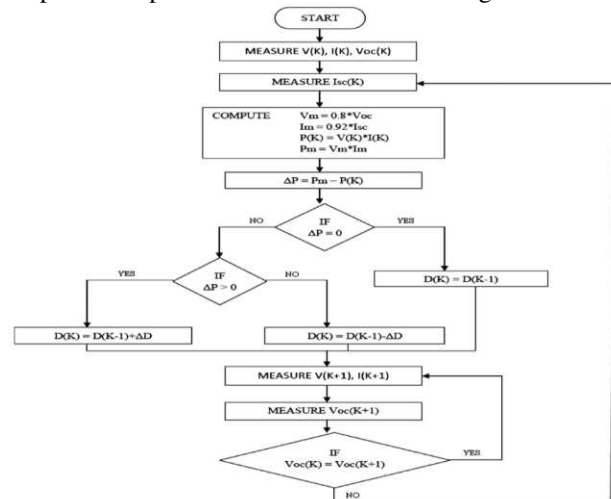 START
MEASURE V(K), I(K), Voc(K)
MEASURE Isc(K)
COMPUTE Vm = 0.8*Voc
Im = 0.92*Isc
P(K) = V(K)*I(K)
Pm = Vm*Im
ΔP = Pm – P(K)
NO
IF
ΔP = 0
YES
YES
IF
ΔP > 0
NO
D(K) = D(K-1)
D(K) = D(K-1)+ΔD
D(K) = D(K-1)-ΔD
MEASURE V(K+1), I(K+1)
MEASURE Voc(K+1)
IF
Voc(K) = Voc(K+1)
YES
NO